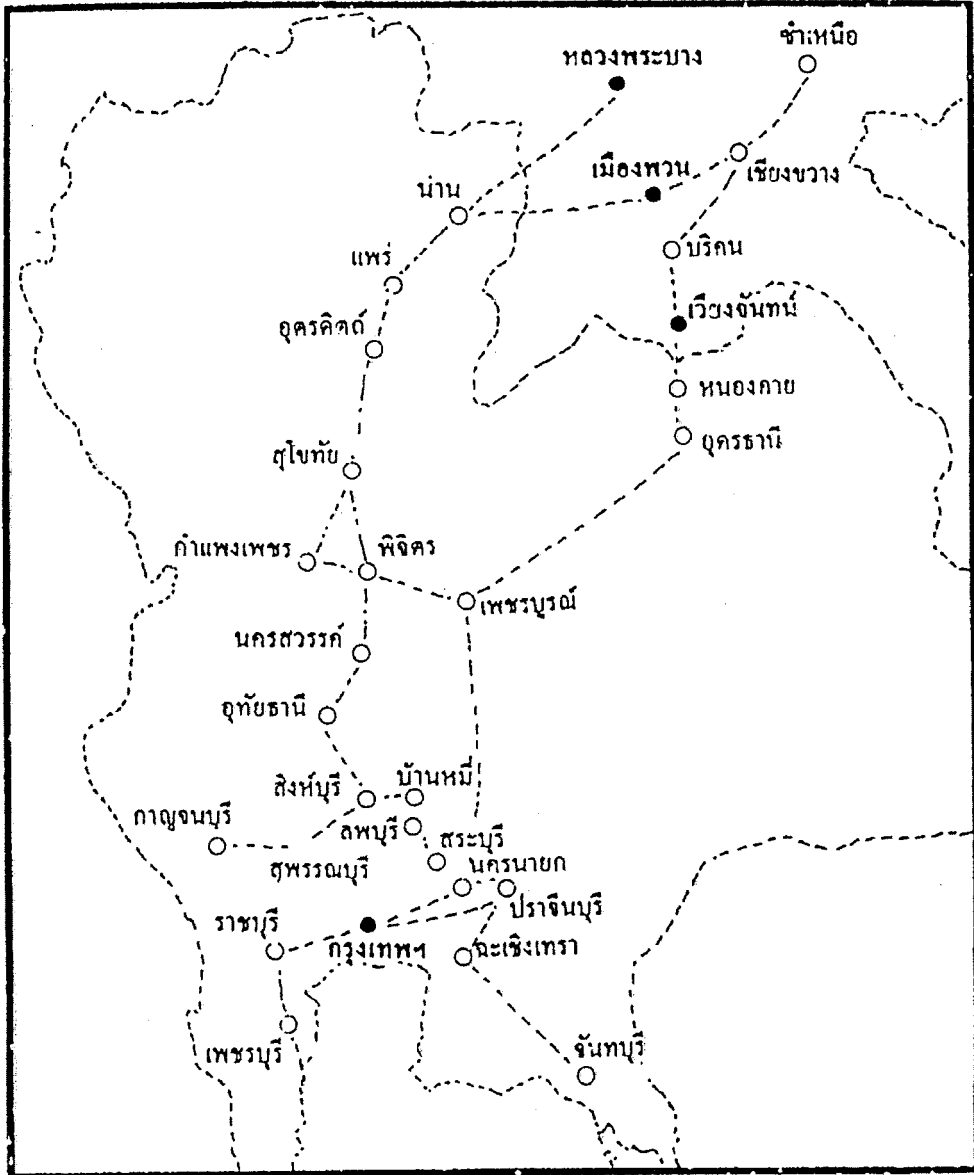 ซำเหนือ
หลวงพระบาง
เมืองพวน
เชียงขวาง
น่าน
บริคน
แพร่
เวียงจันทน์
อุตรดิตถ์
หนองคาย
อุดรธานี
สุโขทัย
กำแพงเพชร
พิจิตร
เพชรบูรณ์
นครสวรรค์
อุทัยธานี
สิงห์บุรี
บ้านหมี่
กาญจนบุรี
ลพบุรี
สระบุรี
สุพรรณบุรี
นครนายก
ปราจีนบุรี
ราชบุรี
กรุงเทพฯ
ฉะเชิงเทรา
เพชรบุรี
จันทบุรี